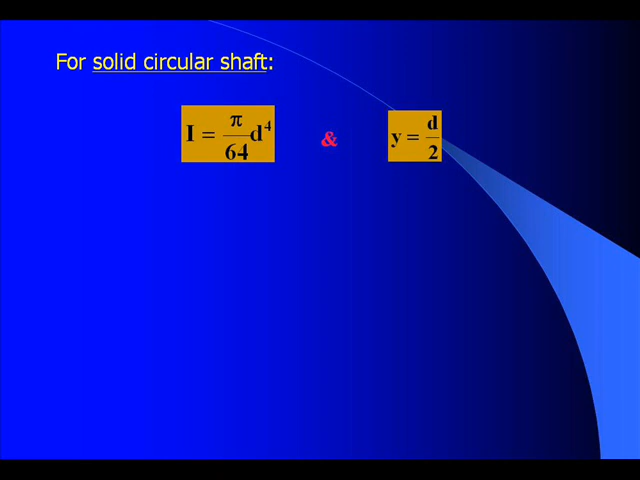 For solid circular shaft:
I = π/64 d⁴ & y = d/2